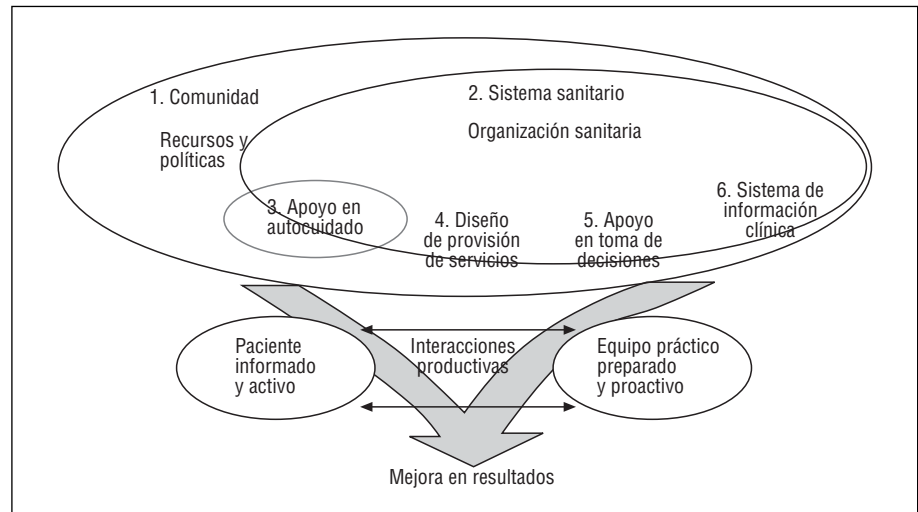 1. Comunidad
Recursos y
políticas
2. Sistema sanitario
Organización sanitaria
3. Apoyo en
autocuidado
4. Diseño
de provisión
de servicios
5. Apoyo
en toma de
decisiones
6. Sistema de
información
clínica
Paciente
informado
y activo
Interacciones
productivas
Equipo práctico
preparado
y proactivo
Mejora en resultados